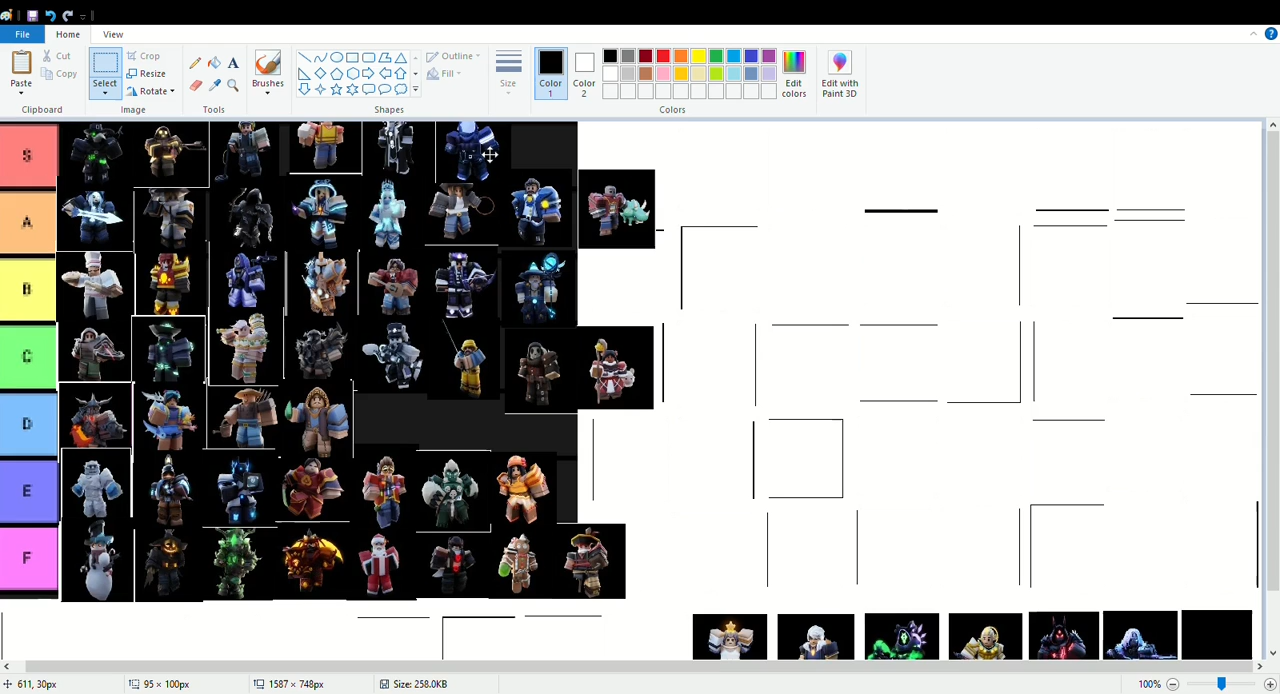 File Home View
Paste Cut Copy
Clipboard
Select Crop Resize Rotate
Image
A
Tools
Brushes
Shapes
Outline
Fill
Size
Color 1
Color 2
Edit colors
Edit with Paint 3D
Colors
S
A
B
C
D
E
F
611, 30px
95 × 100px
1587 × 748px
Size: 258.0KB
100%